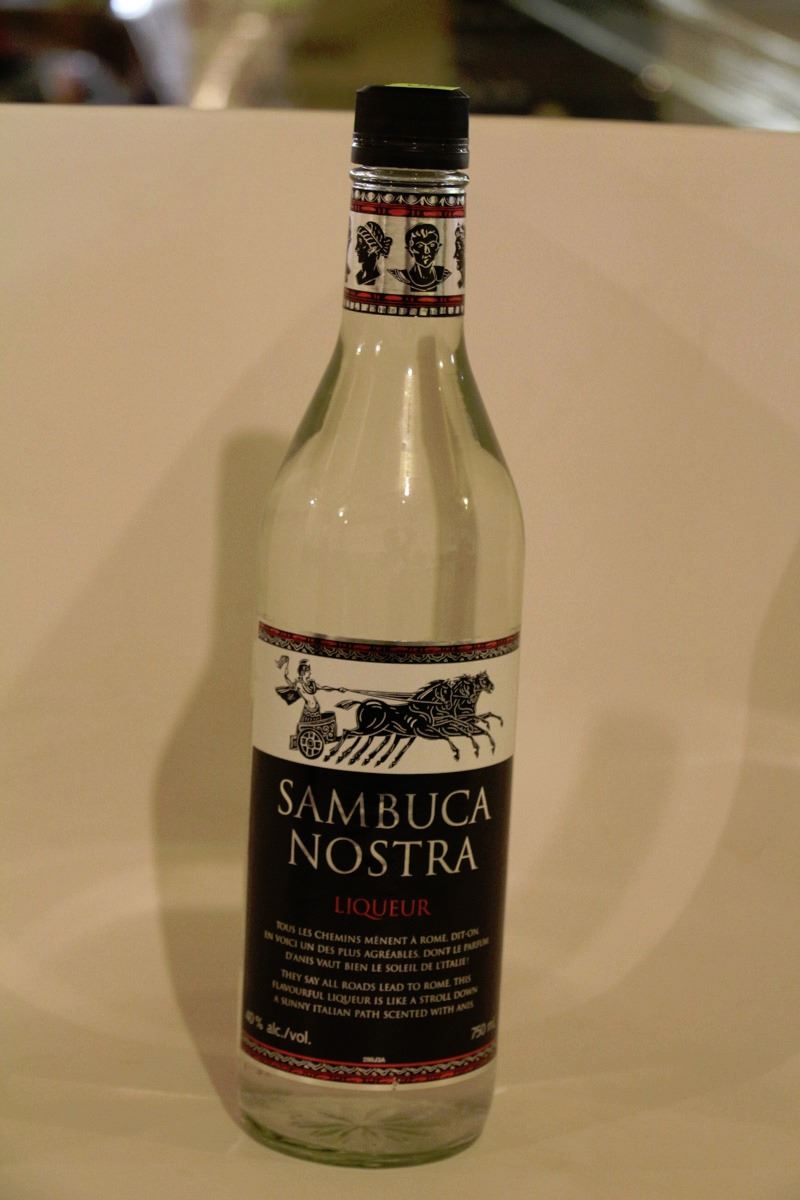 SAMBUCA
NOSTRA
LIQUEUR
TOUS LES CHEMINS MÈNENT À ROME, DIT-ON.
EN VOICI UN DES PLUS AGRÉABLES, DONT LE PARFUM
D'ANIS VAUT BIEN LE SOLEIL DE L'ITALIE!
THEY SAY ALL ROADS LEAD TO ROME. THIS
FLAVOURFUL LIQUEUR IS LIKE A STROLL DOWN
A SUNNY ITALIAN PATH SCENTED WITH ANIS.
40% alc./vol. 750 mL